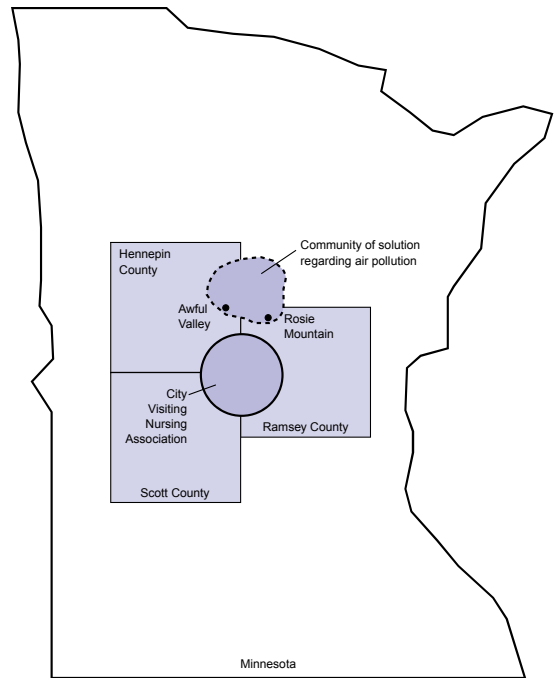 Hennepin
County
Community of solution
regarding air pollution
Awful
Valley
Rosie
Mountain
City
Visiting
Nursing
Association
Ramsey County
Scott County
Minnesota